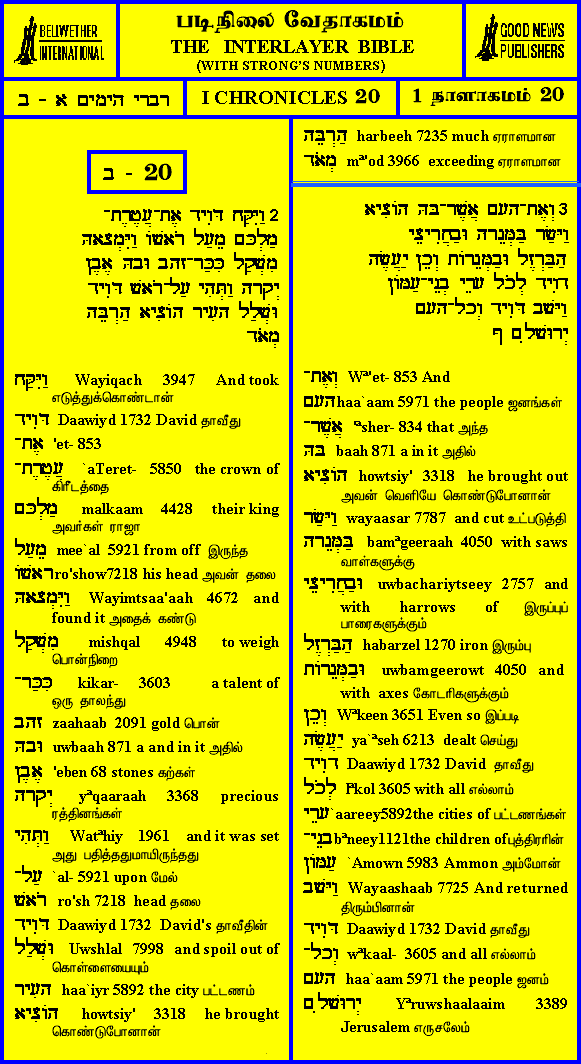 BELLWETHER
INTERNATIONAL
படிநிலை வேதாகமம்
THE INTERLAYER BIBLE
(WITH STRONG'S NUMBERS)
GOOD NEWS
PUBLISHERS
דברי הימים א - ב
I CHRONICLES 20
1 நாளாகமம் 20
20 - ב
2 וַיִּקַּח דָּוִיד אֶת־עֲטֶרֶת־
מַלְכָּם מֵעַל רֹאשׁוֹ וַיִּמְצָאהּ
מִשְׁקַל כִּכַּר־זָהָב וּבָהּ אֶבֶן
יְקָרָה וַתְּהִי עַל־רֹאשׁ דָּוִיד
וּשְׁלַל הָעִיר הוֹצִיא הַרְבֵּה
מְאֹד
וַיִּקַּח Wayiqach 3947 And took
எடுத்துக்கொண்டான்
דָּוִיד Daawiyd 1732 David தாவீது
אֶת־ 'et- 853
עֲטֶרֶת־ `aTeret- 5850 the crown of
கிரீடத்தை
מַלְכָּם malkaam 4428 their king
அவர்கள் ராஜா
מֵעַל mee`al 5921 from off இருந்த
רֹאשׁוֹ ro'show7218 his head அவன் தலை
וַיִּמְצָאהּ Wayimtsaa'aah 4672 and
found it அதைக் கண்டு
מִשְׁקַל mishqal 4948 to weigh
பொன்நிறை
כִּכַּר־ kikar- 3603 a talent of
ஒரு தாலந்து
זָהָב zaahaab 2091 gold பொன்
וּבָהּ uwbaah 871 a and in it அதில்
אֶבֶן 'eben 68 stones கற்கள்
יְקָרָה yªqaaraah 3368 precious
ரத்தினங்கள்
וַתְּהִי Watªhiy 1961 and it was set
அது பதித்ததுமாயிருந்தது
עַל־ `al- 5921 upon மேல்
רֹאשׁ ro'sh 7218 head தலை
דָּוִיד Daawiyd 1732 David's தாவீதின்
וּשְׁלַל Uwshlal 7998 and spoil out of
கொள்ளையையும்
הָעִיר haa`iyr 5892 the city பட்டணம்
הוֹצִיא howtsiy' 3318 he brought
கொண்டுபோனான்
הַרְבֵּה harbeeh 7235 much ஏராளமான
מְאֹד mª'od 3966 exceeding ஏராளமான
3 וְאֶת־הָעָם אֲשֶׁר־בָּהּ הוֹצִיא
וַיָּשַׂר בַּמְּגֵרָה וּבַחֲרִיצֵי
הַבַּרְזֶל וּבַמְּגֵרוֹת וְכֵן יַעֲשֶׂה
דָוִיד לְכֹל עָרֵי בְנֵי־עַמּוֹן
וַיָּשָׁב דָּוִיד וְכָל־הָעָם
יְרוּשָׁלִָם ף
וְאֶת־ Wª'et- 853 And
הָעָם haa`aam 5971 the people ஜனங்கள்
אֲשֶׁר־ ªsher- 834 that அந்த
בָּהּ baah 871 a in it அதில்
הוֹצִיא howtsiy' 3318 he brought out
அவன் வெளியே கொண்டுபோனான்
וַיָּשַׂר wayaasar 7787 and cut உட்படுத்தி
בַּמְּגֵרָה bamªgeeraah 4050 with saws
வாள்களுக்கு
וּבַחֲרִיצֵי uwbachariytseey 2757 and
with harrows of இருப்புப்
பாரைகளுக்கும்
הַבַּרְזֶל habarzel 1270 iron இரும்பு
וּבַמְּגֵרוֹת uwbamgeerowt 4050 and
with axes கோடரிகளுக்கும்
וְכֵן Wªkeen 3651 Even so இப்படி
יַעֲשֶׂה ya`ªseh 6213 dealt செய்து
דָוִיד Daawiyd 1732 David தாவீது
לְכֹל lªkol 3605 with all எல்லாம்
עָרֵי `aareey5892the cities of பட்டணங்கள்
בְנֵי־ bªneey1121the children of புத்திரரின்
עַמּוֹן `Amown 5983 Ammon அம்மோன்
וַיָּשָׁב Wayaashaab 7725 And returned
திரும்பினான்
דָּוִיד Daawiyd 1732 David தாவீது
וְכָל־ wªkaal- 3605 and all எல்லாம்
הָעָם haa`aam 5971 the people ஜனம்
יְרוּשָׁלִָם Yªruwshaalaaim 3389
Jerusalem எருசலேம்